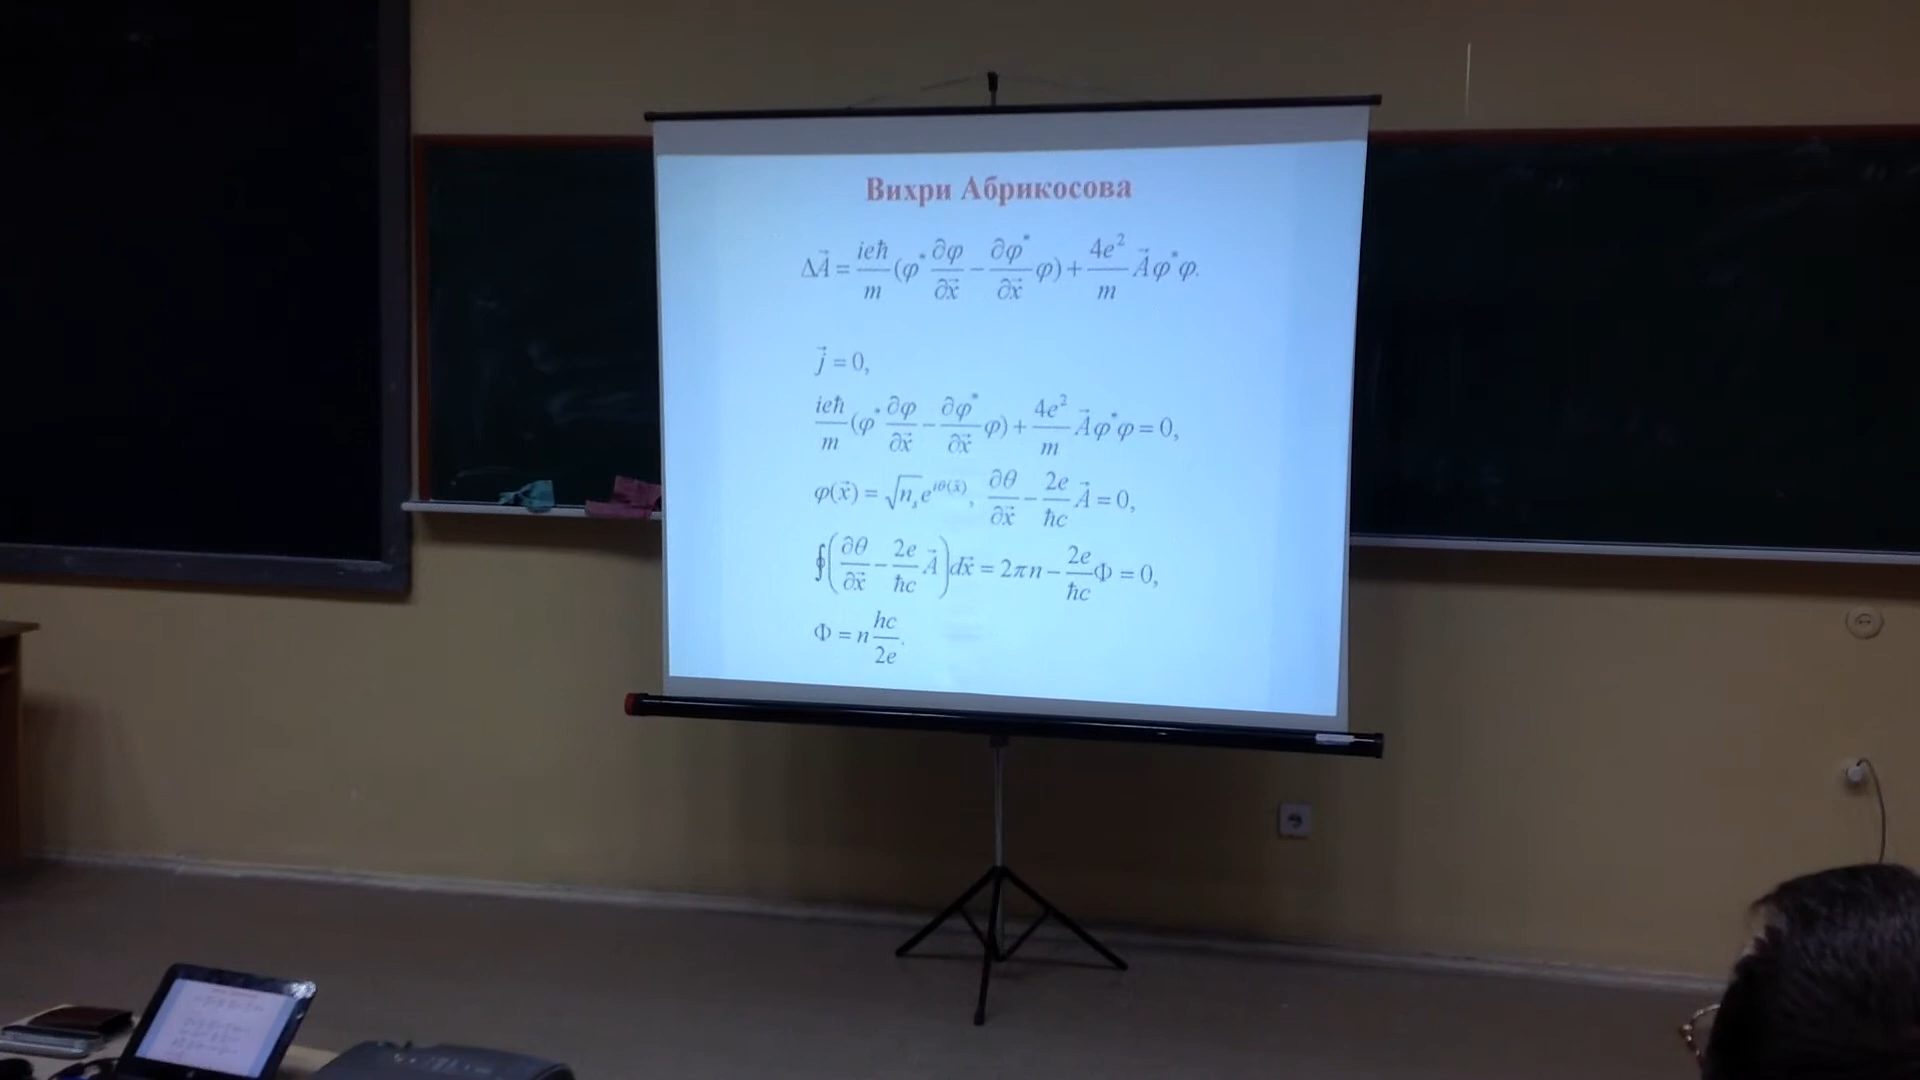 Вихри Абрикосова
ΔA⃗ = ieħ/m (φ* ∂φ/∂x⃗ − ∂φ*/∂x⃗ φ) + 4e²/m A⃗φ*φ.
j⃗ = 0,
ieħ/m (φ* ∂φ/∂x⃗ − ∂φ*/∂x⃗ φ) + 4e²/m A⃗φ*φ = 0,
φ(x⃗) = √nₛ e^{iθ(x⃗)}, ∂θ/∂x⃗ − 2e/ħc A⃗ = 0,
∮(∂θ/∂x⃗ − 2e/ħc A⃗)dx⃗ = 2πn − 2e/ħc Φ = 0,
Φ = n hc/2e.